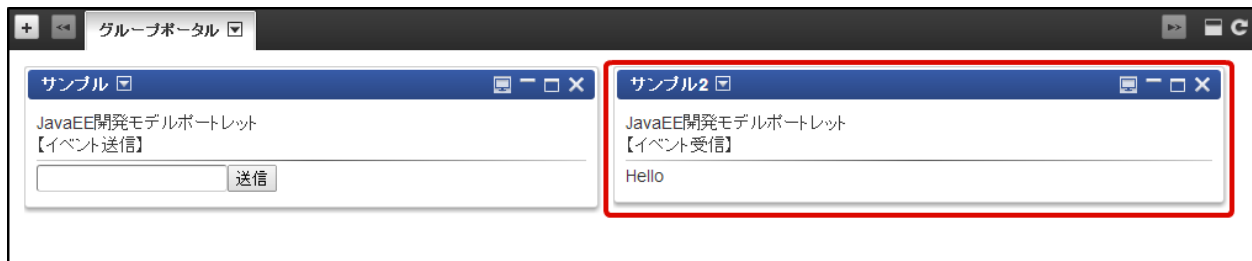 グループポータル
サンプル
JavaEE開発モデルポートレット
【イベント送信】
送信
サンプル2
JavaEE開発モデルポートレット
【イベント受信】
Hello